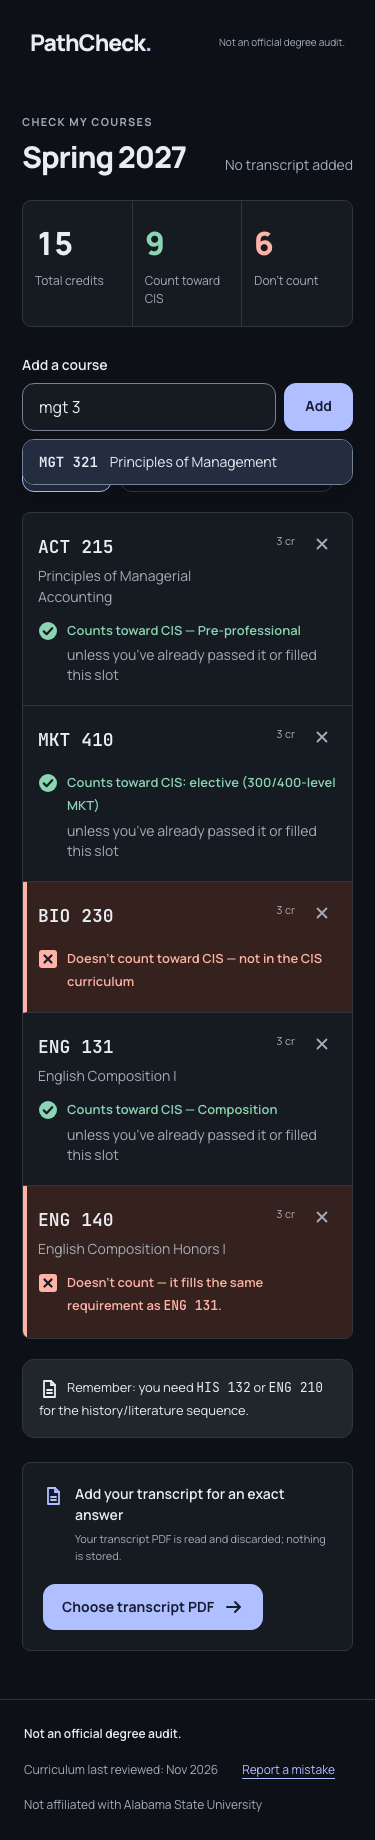 PathCheck.
Not an official degree audit.
CHECK MY COURSES
Spring 2027
No transcript added
15
Total credits
9
Count toward
CIS
6
Don't count
Add a course
mgt 3
Add
MGT 321 Principles of Management
ACT 215
3 cr
Principles of Managerial
Accounting
Counts toward CIS — Pre-professional
unless you've already passed it or filled
this slot
MKT 410
3 cr
Counts toward CIS: elective (300/400-level
MKT)
unless you've already passed it or filled
this slot
BIO 230
3 cr
Doesn't count toward CIS — not in the CIS
curriculum
ENG 131
3 cr
English Composition I
Counts toward CIS — Composition
unless you've already passed it or filled
this slot
ENG 140
3 cr
English Composition Honors I
Doesn't count — it fills the same
requirement as ENG 131.
Remember: you need HIS 132 or ENG 210
for the history/literature sequence.
Add your transcript for an exact
answer
Your transcript PDF is read and discarded; nothing
is stored.
Choose transcript PDF
Not an official degree audit.
Curriculum last reviewed: Nov 2026
Report a mistake
Not affiliated with Alabama State University